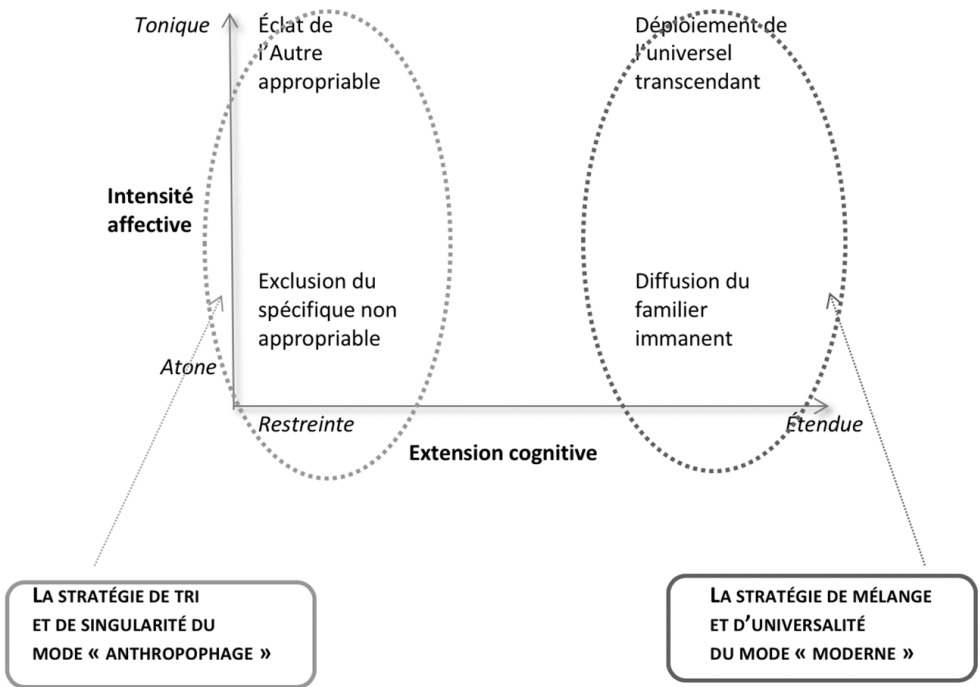 Tonique
Éclat de
l'Autre
appropriable
Déploiement de
l'universel
transcendant
Intensité
affective
Exclusion du
spécifique non
appropriable
Diffusion du
familier
immanent
Atone
Restreinte
Étendue
Extension cognitive
LA STRATÉGIE DE TRI
ET DE SINGULARITÉ DU
MODE « ANTHROPOPHAGE »
LA STRATÉGIE DE MÉLANGE
ET D'UNIVERSALITÉ
DU MODE « MODERNE »